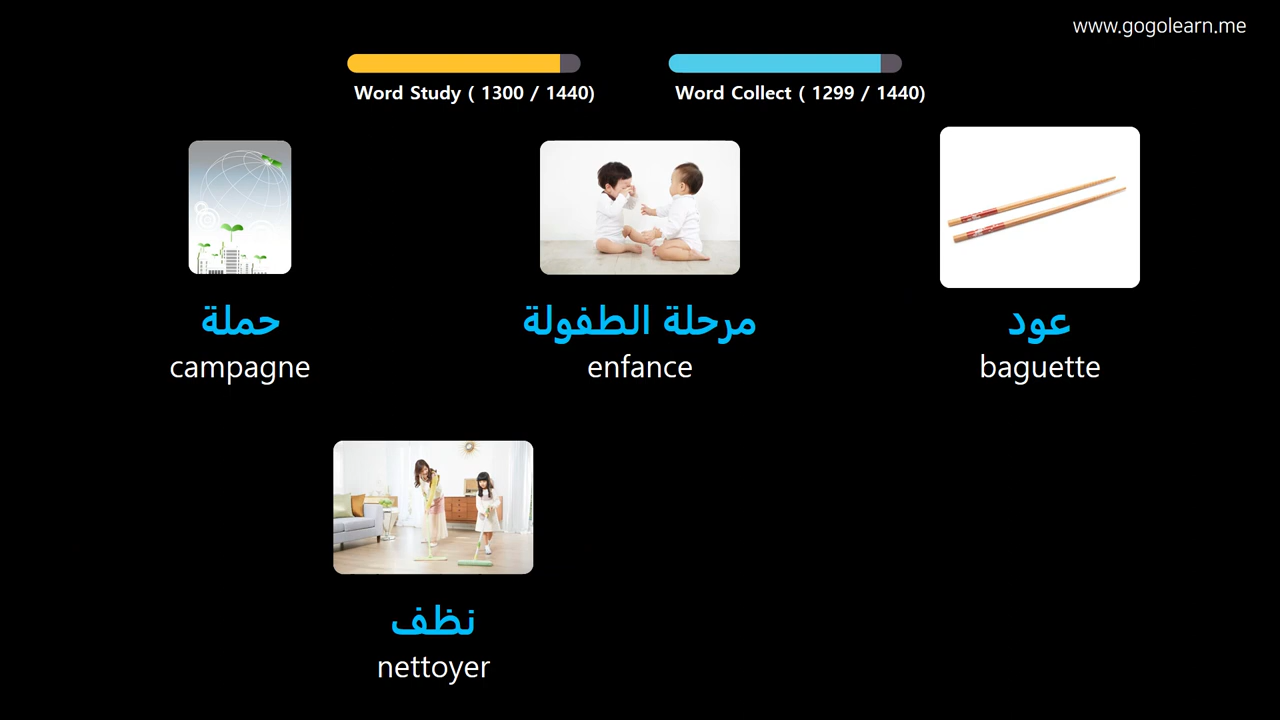 www.gogolearn.me
Word Study ( 1300 / 1440)
Word Collect ( 1299 / 1440)
حملة
campagne
مرحلة الطفولة
enfance
عود
baguette
نظف
nettoyer